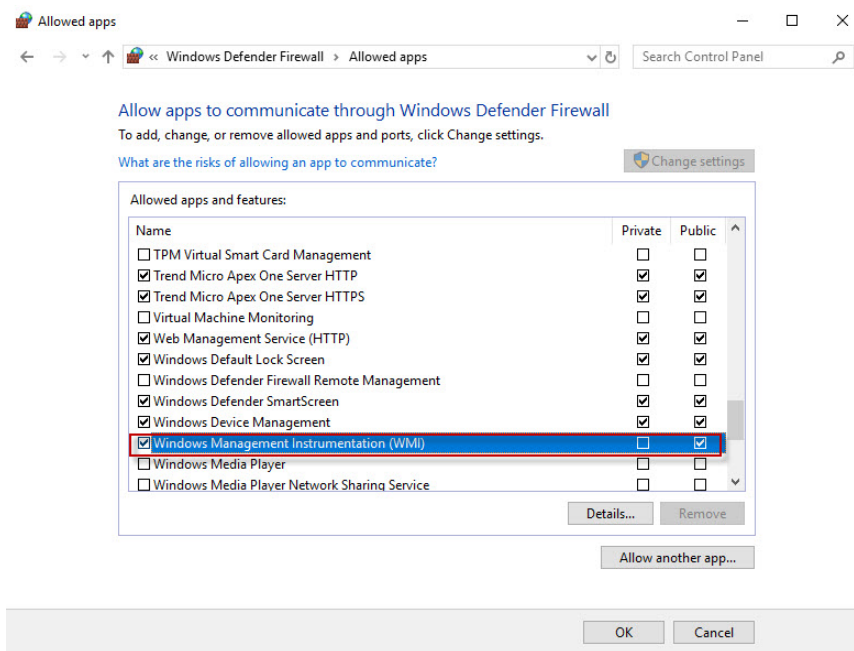 Allowed apps
« Windows Defender Firewall › Allowed apps
Search Control Panel
Allow apps to communicate through Windows Defender Firewall
To add, change, or remove allowed apps and ports, click Change settings.
What are the risks of allowing an app to communicate?
Change settings
Allowed apps and features:
Name Private Public
TPM Virtual Smart Card Management
Trend Micro Apex One Server HTTP
Trend Micro Apex One Server HTTPS
Virtual Machine Monitoring
Web Management Service (HTTP)
Windows Default Lock Screen
Windows Defender Firewall Remote Management
Windows Defender SmartScreen
Windows Device Management
Windows Management Instrumentation (WMI)
Windows Media Player
Windows Media Player Network Sharing Service
Details... Remove
Allow another app...
OK Cancel